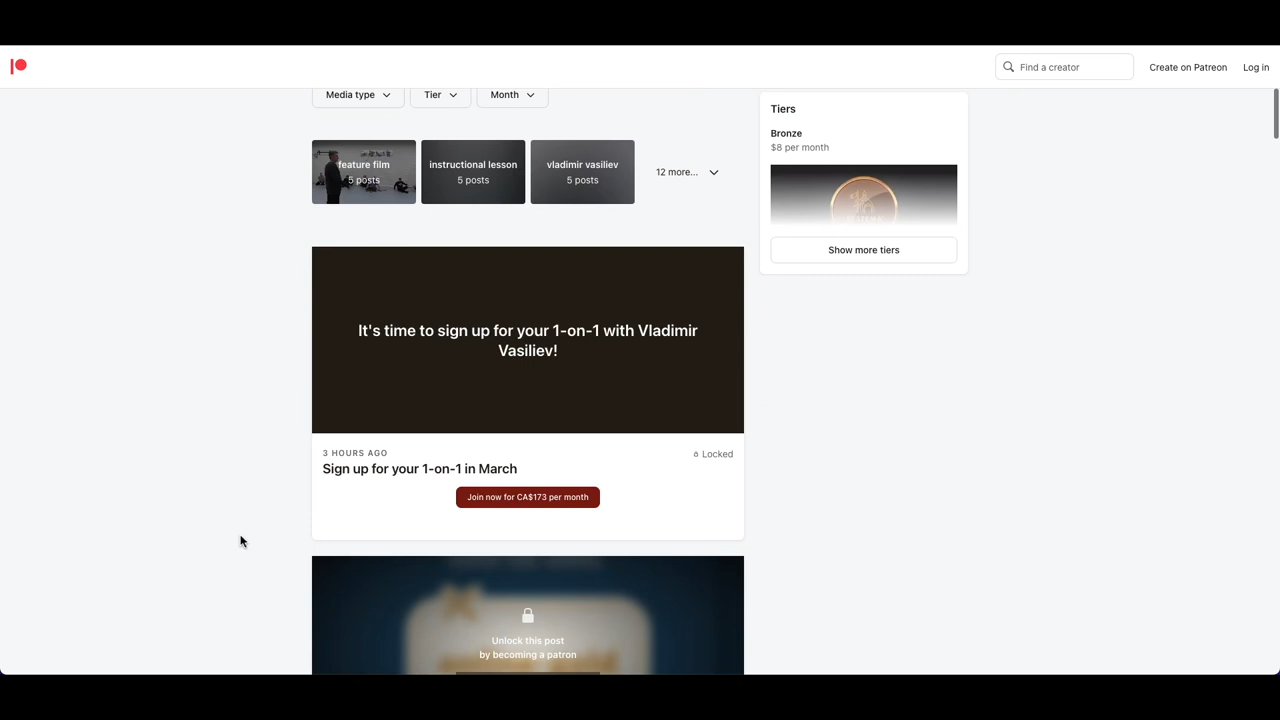 Find a creator
Create on Patreon
Log in
Media type
Tier
Month
feature film
5 posts
instructional lesson
5 posts
vladimir vasiliev
5 posts
12 more...
Tiers
Bronze
$8 per month
Show more tiers
It's time to sign up for your 1-on-1 with Vladimir
Vasiliev!
3 HOURS AGO
Locked
Sign up for your 1-on-1 in March
Join now for CA$173 per month
Unlock this post
by becoming a patron